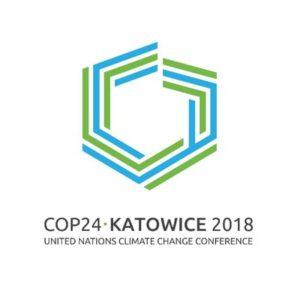 COP24·KATOWICE 2018
UNITED NATIONS CLIMATE CHANGE CONFERENCE